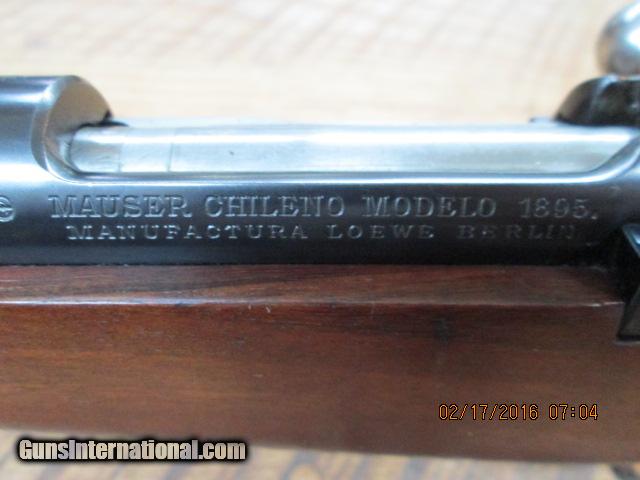 MAUSER CHILENO MODELO 1895.
MANUFACTURA LOEWE BERLIN
02/17/2016 07:04
GunsInternational.com